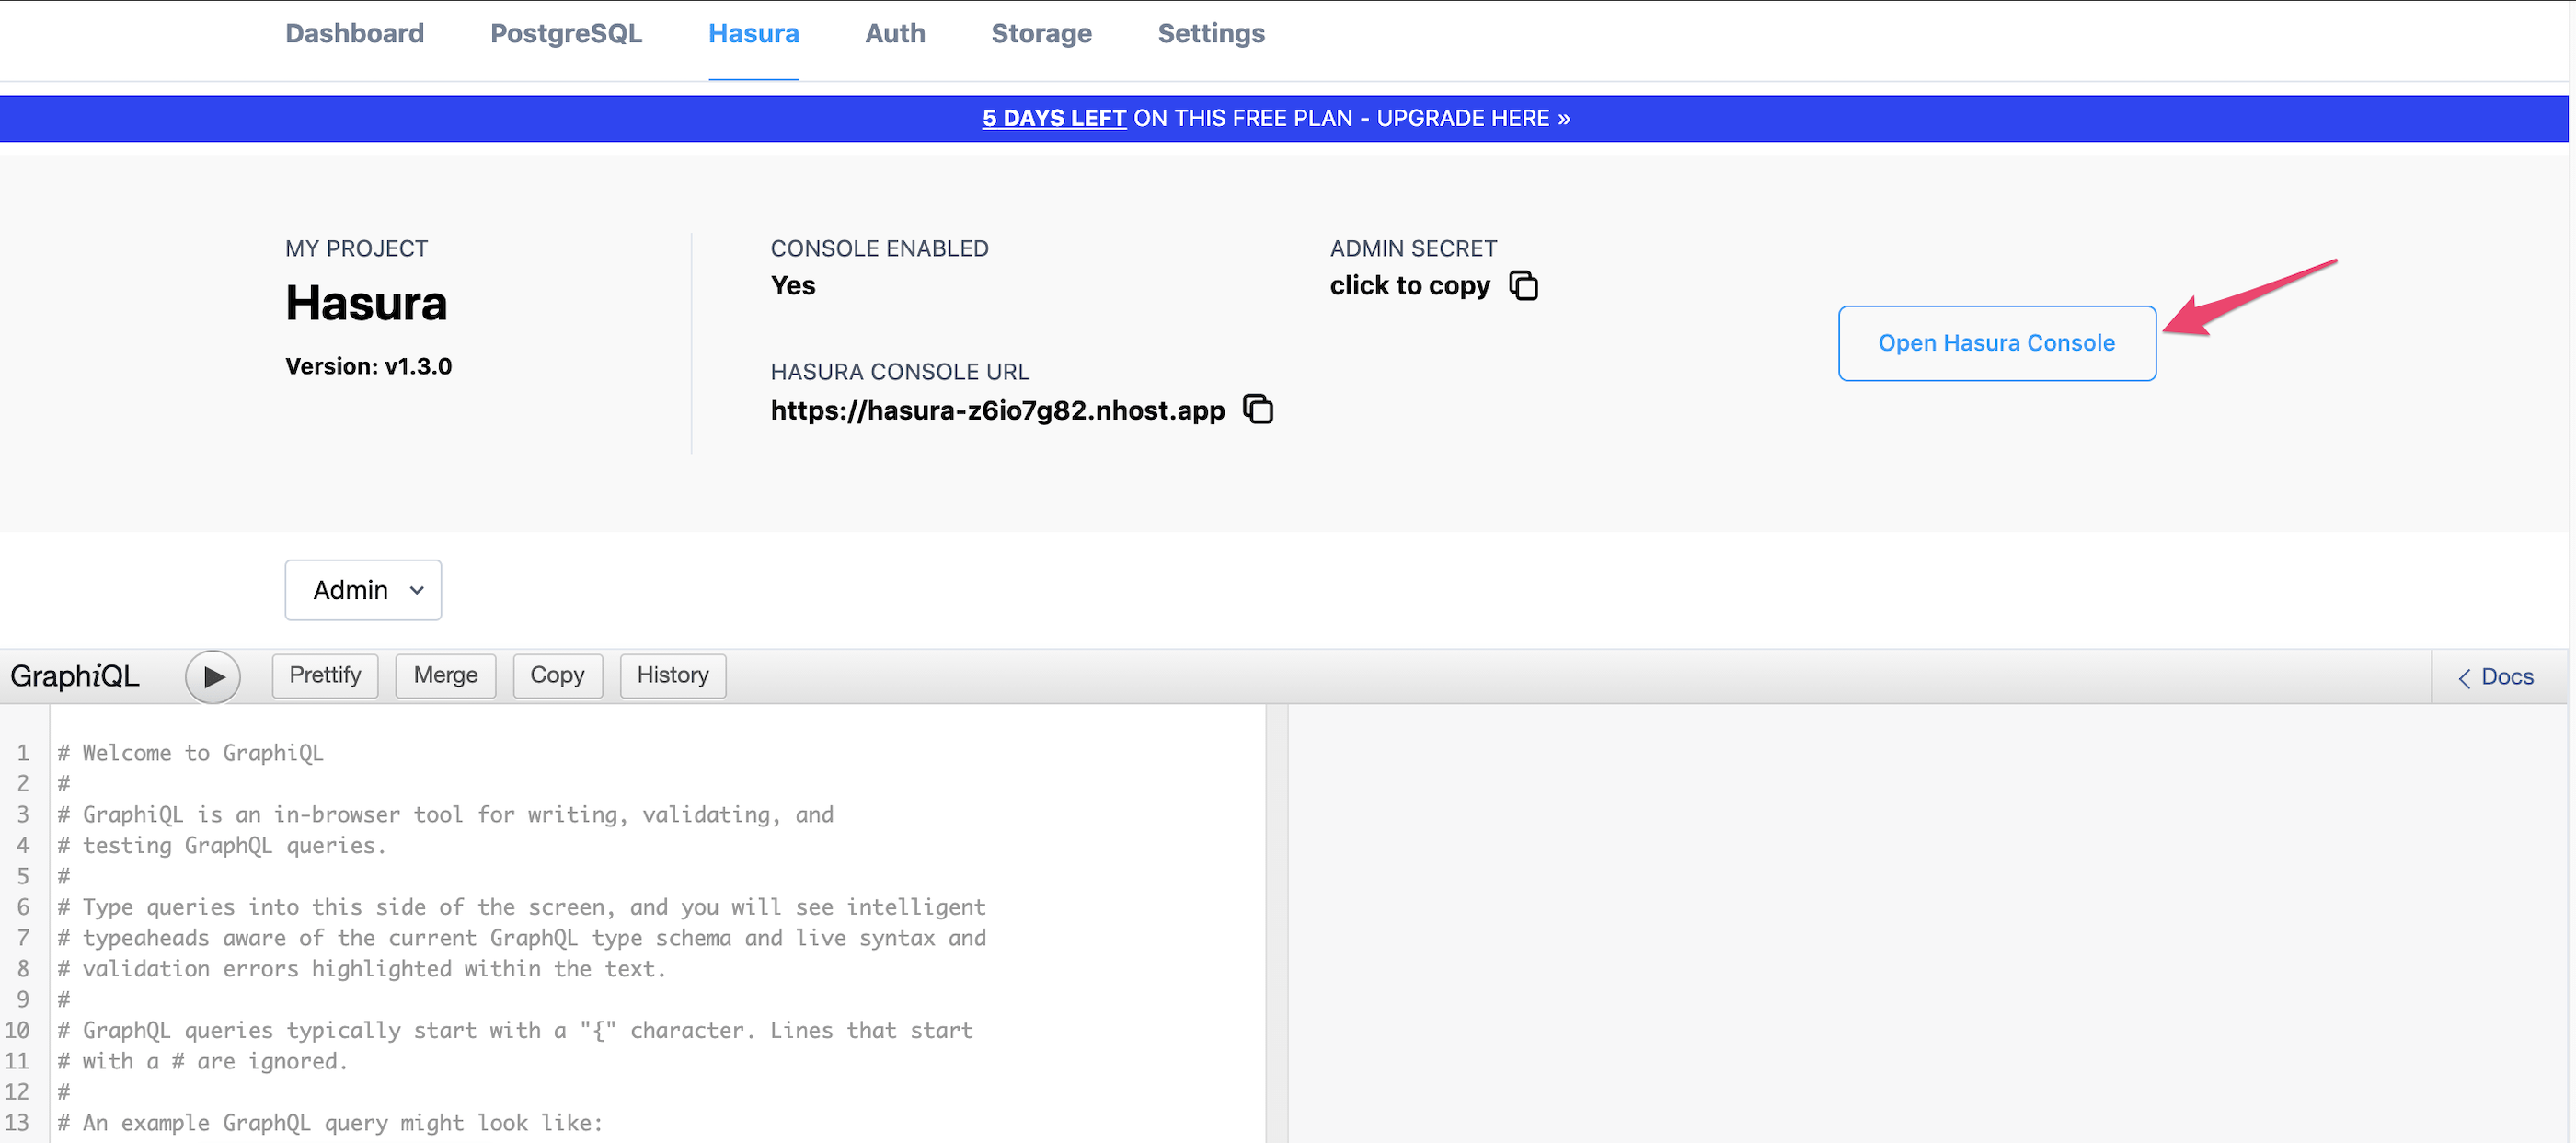 Dashboard PostgreSQL Hasura Auth Storage Settings
5 DAYS LEFT ON THIS FREE PLAN - UPGRADE HERE »
MY PROJECT
Hasura
Version: v1.3.0
CONSOLE ENABLED
Yes
ADMIN SECRET
click to copy
HASURA CONSOLE URL
https://hasura-z6io7g82.nhost.app
Open Hasura Console
Admin
GraphiQL Prettify Merge Copy History Docs
1 # Welcome to GraphiQL
2 #
3 # GraphiQL is an in-browser tool for writing, validating, and
4 # testing GraphQL queries.
5 #
6 # Type queries into this side of the screen, and you will see intelligent
7 # typeaheads aware of the current GraphQL type schema and live syntax and
8 # validation errors highlighted within the text.
9 #
10 # GraphQL queries typically start with a "{" character. Lines that start
11 # with a # are ignored.
12 #
13 # An example GraphQL query might look like: